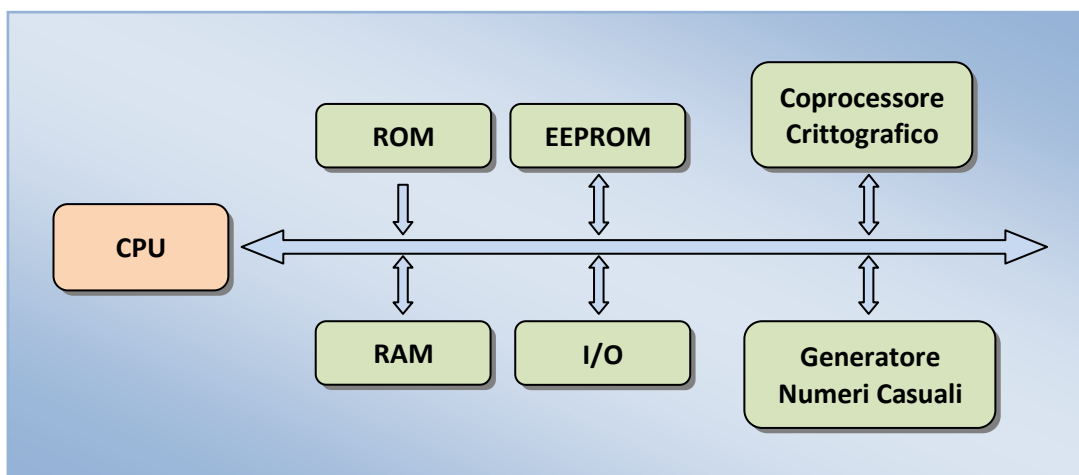 ROM
EEPROM
Coprocessore
Crittografico
CPU
RAM
I/O
Generatore
Numeri Casuali